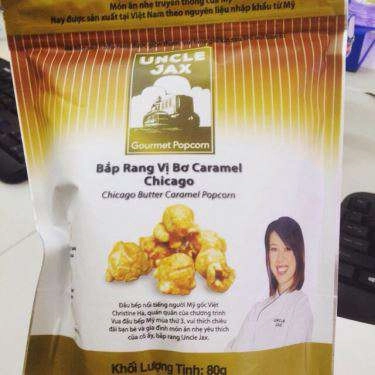 Món ăn nhẹ truyền thống của Mỹ
Nay được sản xuất tại Việt Nam theo nguyên liệu nhập khẩu từ Mỹ
UNCLE
JAX
Gourmet Popcorn
Bắp Rang Vị Bơ Caramel
Chicago
Chicago Butter Caramel Popcorn
Đầu bếp nổi tiếng người Mỹ gốc Việt
Christine Hà, quán quân của chương trình
Vua đầu bếp Mỹ mùa thứ 3, vui thích chiêu
đãi bạn bè và gia đình món ăn nhẹ yêu thích
của cô ấy, bắp rang Uncle Jax.
UNCLE
JAX
Khối Lượng Tịnh: 80g